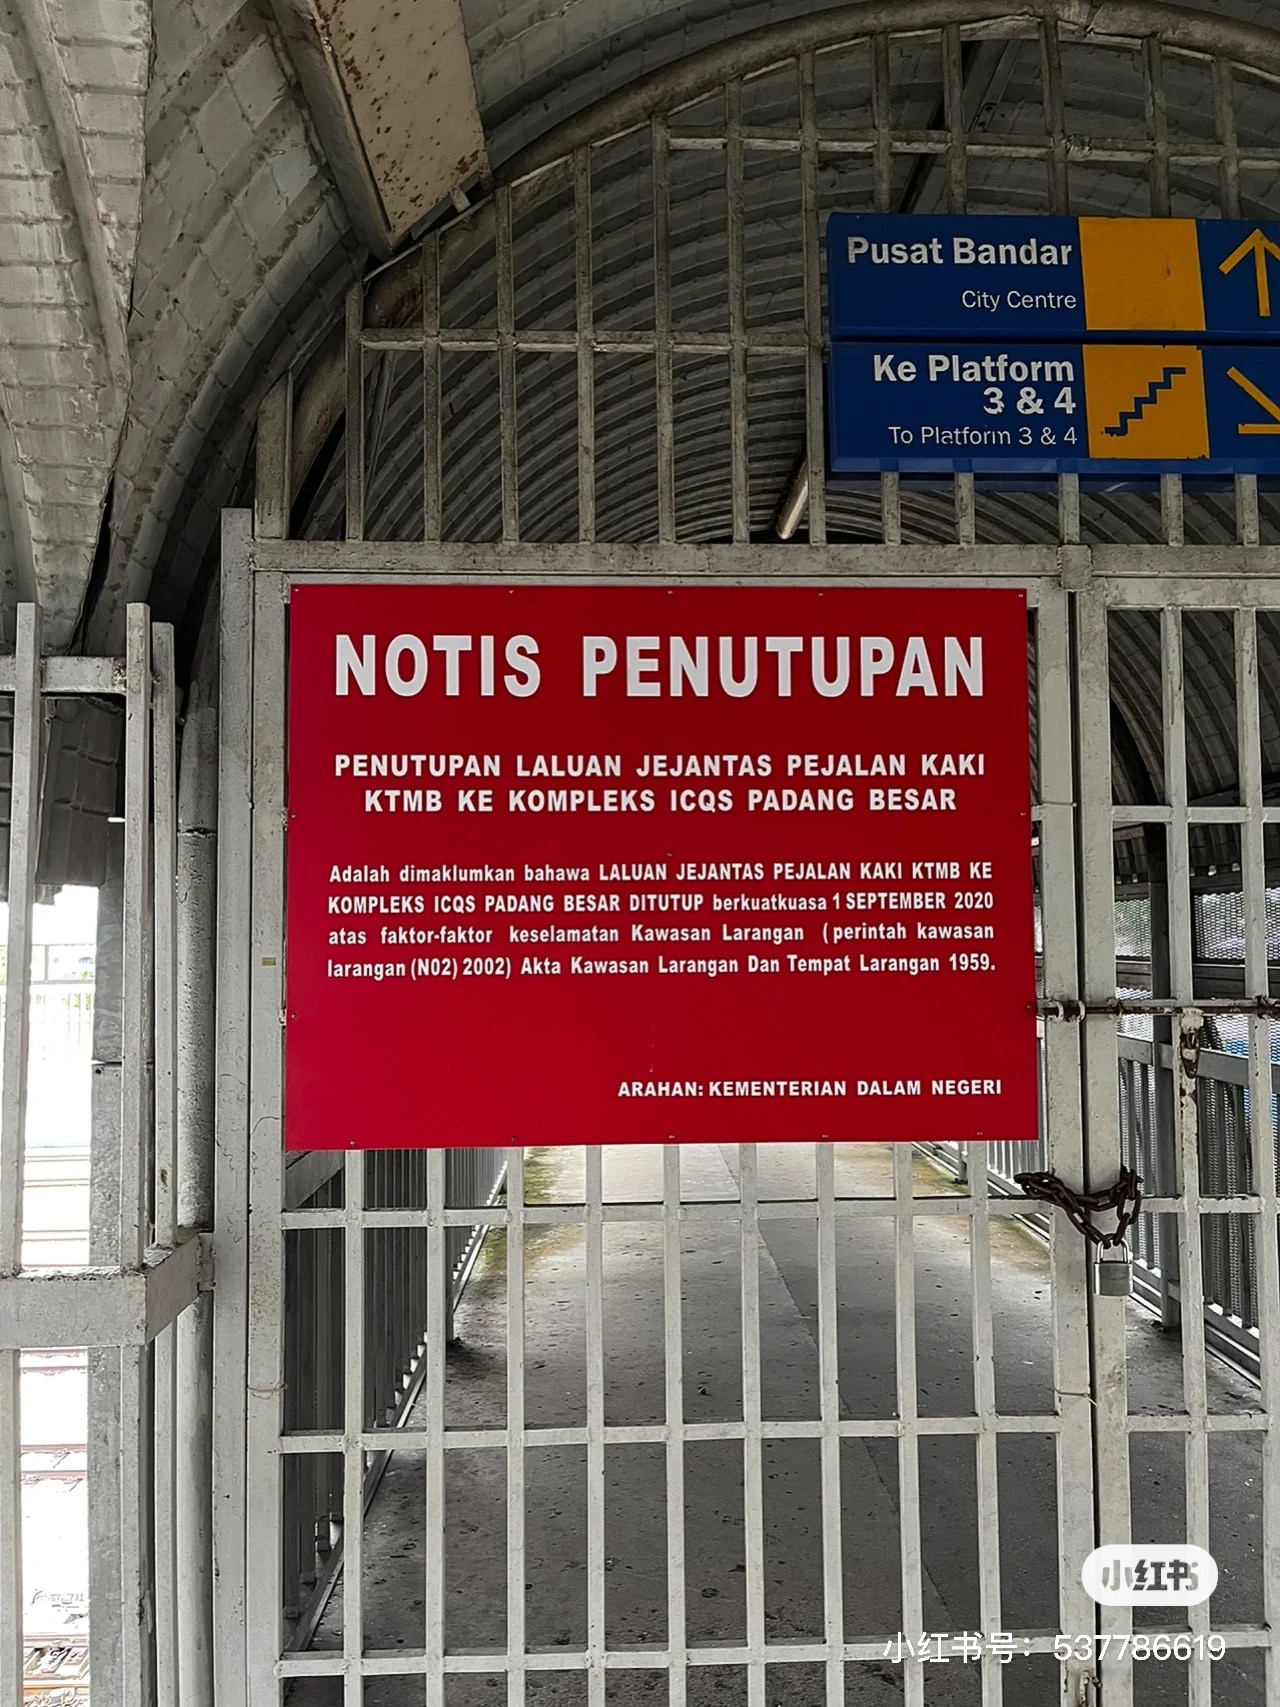 Pusat Bandar
City Centre
Ke Platform
3 & 4
To Platform 3 & 4
NOTIS PENUTUPAN
PENUTUPAN LALUAN JEJANTAS PEJALAN KAKI
KTMB KE KOMPLEKS ICQS PADANG BESAR
Adalah dimaklumkan bahawa LALUAN JEJANTAS PEJALAN KAKI KTMB KE
KOMPLEKS ICQS PADANG BESAR DITUTUP berkuatkuasa 1 SEPTEMBER 2020
atas faktor-faktor keselamatan Kawasan Larangan (perintah kawasan
larangan (N02) 2002) Akta Kawasan Larangan Dan Tempat Larangan 1959.
ARAHAN: KEMENTERIAN DALAM NEGERI
小红书
小红书号：537786619